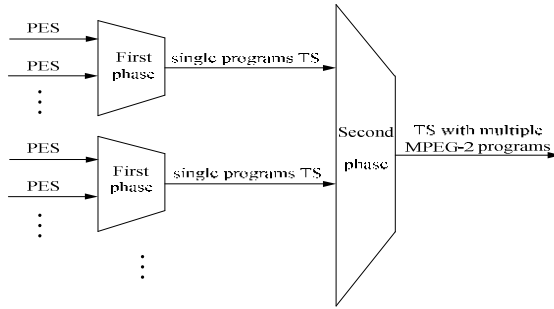 PES
PES
First
phase
single programs TS
PES
PES
First
phase
single programs TS
Second
phase
TS with multiple
MPEG-2 programs